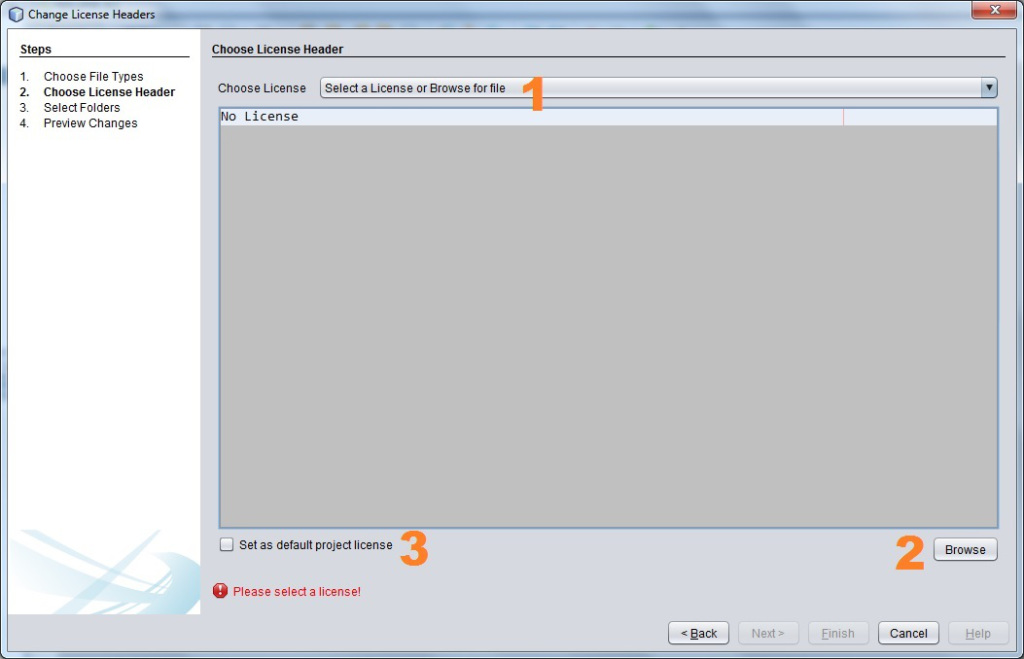 Change License Headers
Steps
1. Choose File Types
2. Choose License Header
3. Select Folders
4. Preview Changes
Choose License Header
Choose License Select a License or Browse for file 1
No License
Set as default project license 3
2 Browse
Please select a license!
< Back Next > Finish Cancel Help